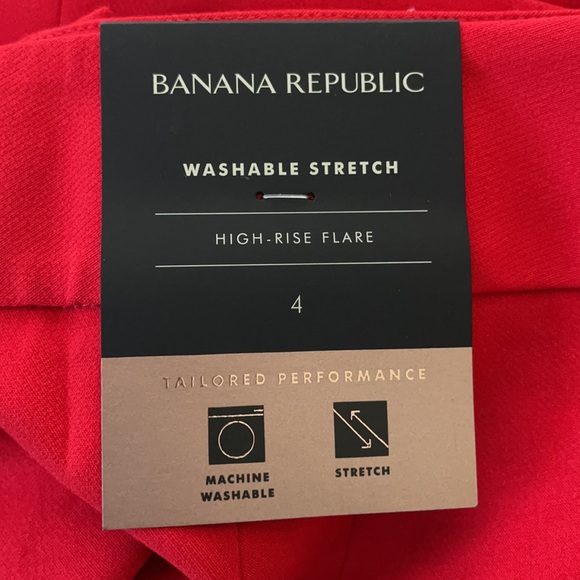 BANANA REPUBLIC
WASHABLE STRETCH
HIGH-RISE FLARE
4
TAILORED PERFORMANCE
MACHINE WASHABLE
STRETCH